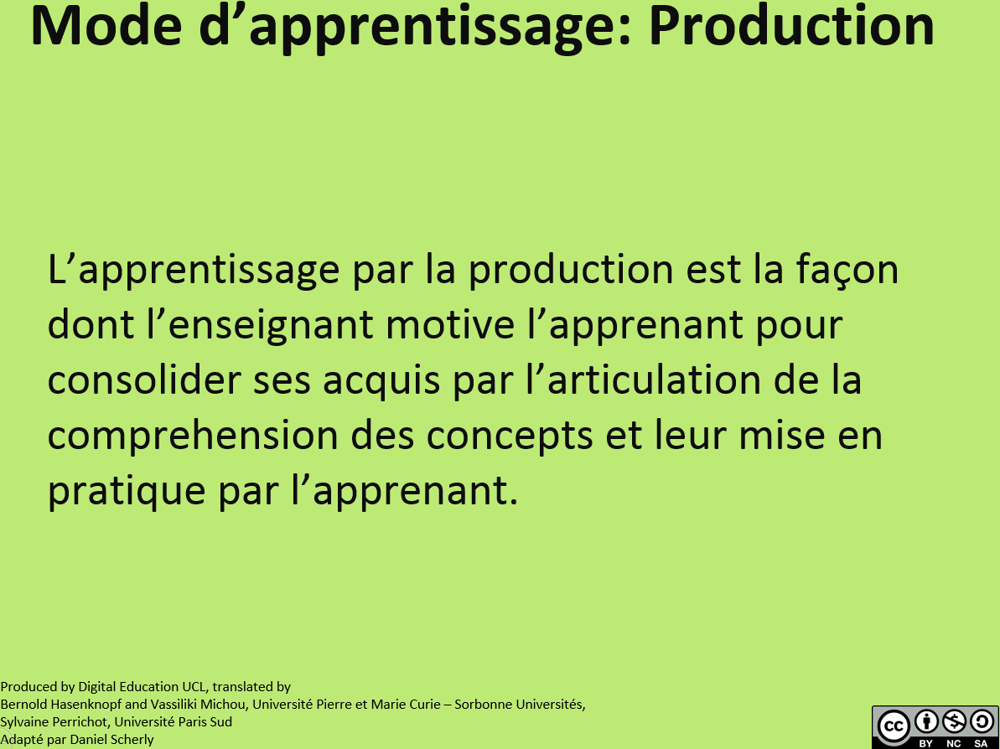 Mode d’apprentissage: Production
L’apprentissage par la production est la façon
dont l’enseignant motive l’apprenant pour
consolider ses acquis par l’articulation de la
comprehension des concepts et leur mise en
pratique par l’apprenant.
Produced by Digital Education UCL, translated by
Bernold Hasenknopf and Vassiliki Michou, Université Pierre et Marie Curie – Sorbonne Universités,
Sylvaine Perrichot, Université Paris Sud
Adapté par Daniel Scherly
cc
BY NC SA